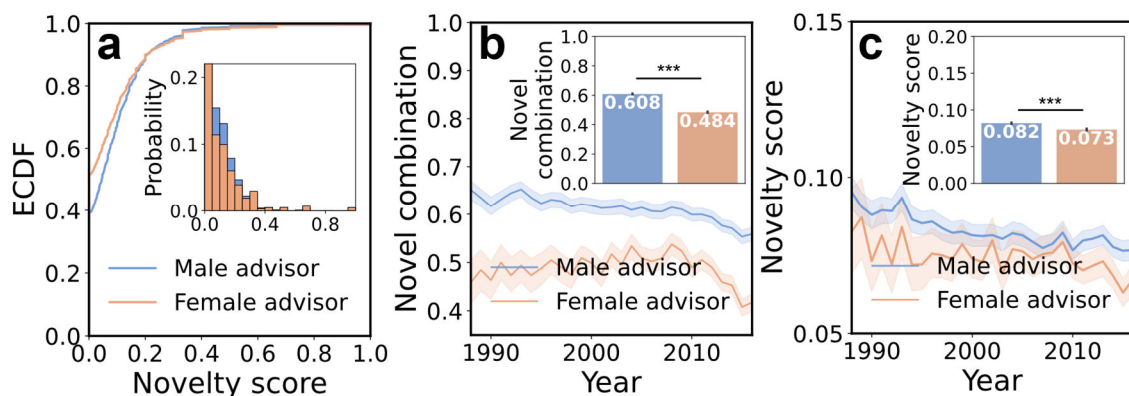 a
ECDF
1.0
0.8
0.6
0.4
0.2
0.0
0.0 0.2 0.4 0.6 0.8 1.0
Novelty score
Probability
0.2
0.1
0.0
0.0 0.4 0.8
Male advisor
Female advisor
b
Novel combination
1.0
0.9
0.8
0.7
0.6
0.5
0.4
1990 2000 2010
Year
Novel
combination
1.0
0.8
0.6
0.4
0.2
0.0
***
0.608
0.484
Male advisor
Female advisor
c
Novelty score
0.15
0.10
0.05
1990 2000 2010
Year
Novelty score
0.20
0.15
0.10
0.05
0.00
***
0.082
0.073
Male advisor
Female advisor